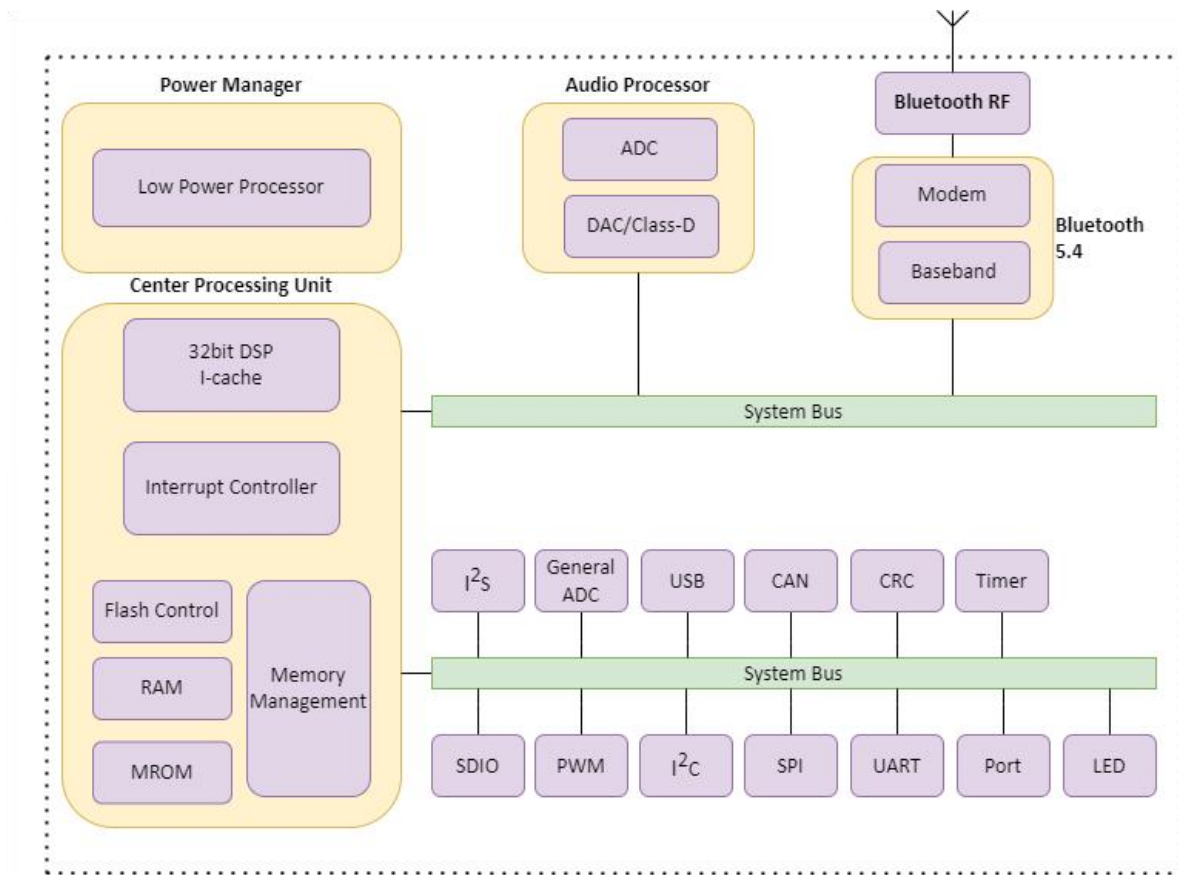 Power Manager
Low Power Processor
Audio Processor
ADC
DAC/Class-D
Bluetooth RF
Modem
Baseband
Bluetooth
5.4
Center Processing Unit
32bit DSP
I-cache
Interrupt Controller
Flash Control
RAM
MROM
Memory
Management
System Bus
I²S
General
ADC
USB
CAN
CRC
Timer
System Bus
SDIO
PWM
I²C
SPI
UART
Port
LED